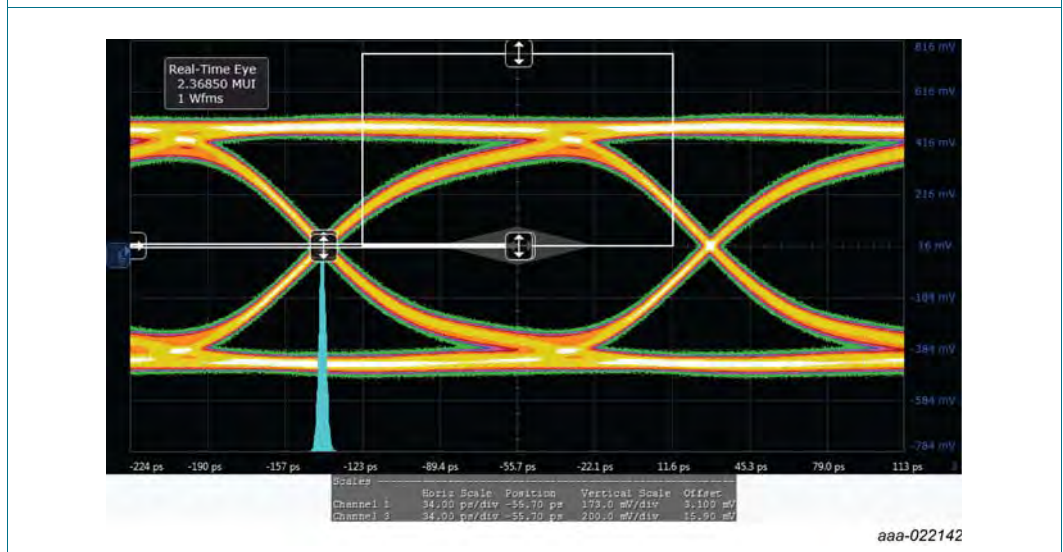 Real-Time Eye
2.36850 MUI
1 Wfms
816 mV
616 mV
416 mV
216 mV
16 mV
-184 mV
-384 mV
-584 mV
-784 mV
-224 ps -190 ps -157 ps -123 ps -89.4 ps -55.7 ps -22.1 ps 11.6 ps 45.3 ps 79.0 ps 113 ps 3
Scales
Horiz Scale Position Vertical Scale Offset
Channel 1 34.00 ps/div -55.70 ps 173.0 mV/div 3.100 mV
Channel 3 34.00 ps/div -55.70 ps 200.0 mV/div 15.90 mV
aaa-022142